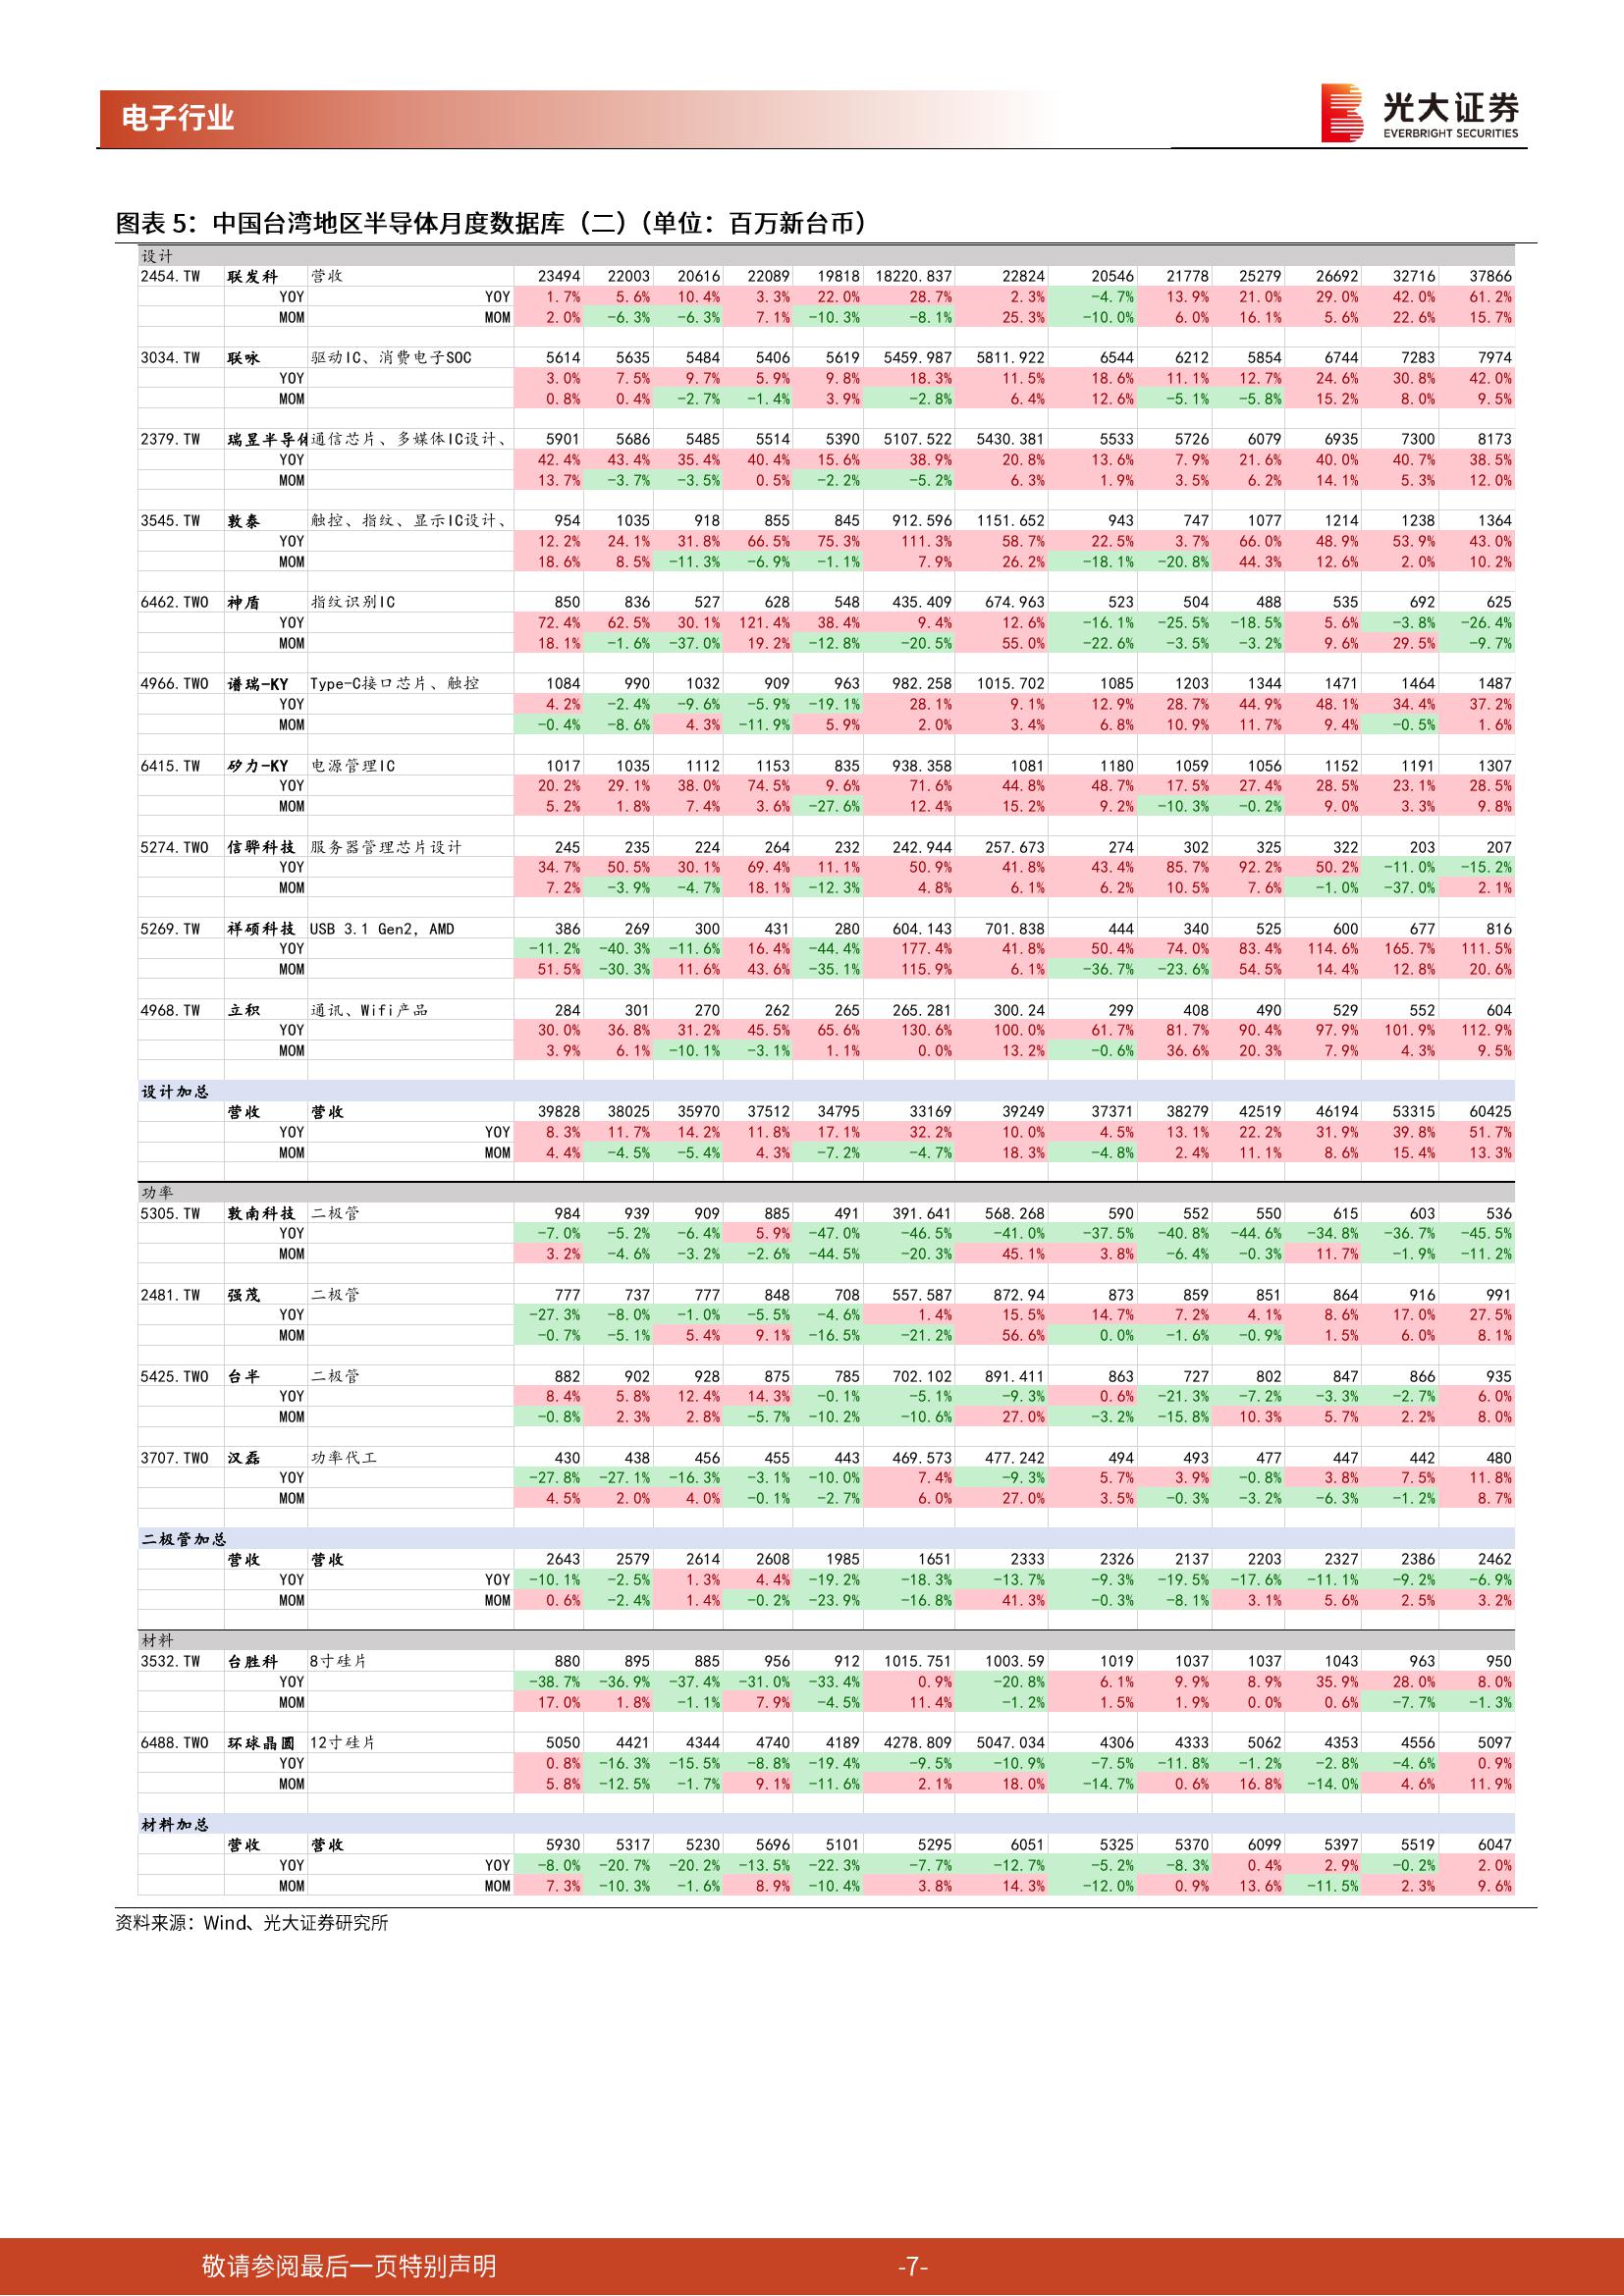 电子行业
光大证券
EVERBRIGHT SECURITIES
图表 5：中国台湾地区半导体月度数据库（二）（单位：百万新台币）
设计
2454.TW 联发科 营收 23494 22003 20616 22089 19818 18220.837 22824 20546 21778 25279 26692 32716 37866
YOY YOY 1.7% 5.6% 10.4% 3.3% 22.0% 28.7% 2.3% -4.7% 13.9% 21.0% 29.0% 42.0% 61.2%
MOM MOM 2.0% -6.3% -6.3% 7.1% -10.3% -8.1% 25.3% -10.0% 6.0% 16.1% 5.6% 22.6% 15.7%
3034.TW 联咏 驱动IC、消费电子SOC 5614 5635 5484 5406 5619 5459.987 5811.922 6544 6212 5854 6744 7283 7974
YOY 3.0% 7.5% 9.7% 5.9% 9.8% 18.3% 11.5% 18.6% 11.1% 12.7% 24.6% 30.8% 42.0%
MOM 0.8% 0.4% -2.7% -1.4% 3.9% -2.8% 6.4% 12.6% -5.1% -5.8% 15.2% 8.0% 9.5%
2379.TW 瑞昱半导体 通信芯片、多媒体IC设计、 5901 5686 5485 5514 5390 5107.522 5430.381 5533 5726 6079 6935 7300 8173
YOY 42.4% 43.4% 35.4% 40.4% 15.6% 38.9% 20.8% 13.6% 7.9% 21.6% 40.0% 40.7% 38.5%
MOM 13.7% -3.7% -3.5% 0.5% -2.2% -5.2% 6.3% 1.9% 3.5% 6.2% 14.1% 5.3% 12.0%
3545.TW 敦泰 触控、指纹、显示IC设计、 954 1035 918 855 845 912.596 1151.652 943 747 1077 1214 1238 1364
YOY 12.2% 24.1% 31.8% 66.5% 75.3% 111.3% 58.7% 22.5% 3.7% 66.0% 48.9% 53.9% 43.0%
MOM 18.6% 8.5% -11.3% -6.9% -1.1% 7.9% 26.2% -18.1% -20.8% 44.3% 12.6% 2.0% 10.2%
6462.TWO 神盾 指纹识别IC 850 836 527 628 548 435.409 674.963 523 504 488 535 692 625
YOY 72.4% 62.5% 30.1% 121.4% 38.4% 9.4% 12.6% -16.1% -25.5% -18.5% 5.6% -3.8% -26.4%
MOM 18.1% -1.6% -37.0% 19.2% -12.8% -20.5% 55.0% -22.6% -3.5% -3.2% 9.6% 29.5% -9.7%
4966.TWO 谱瑞-KY Type-C接口芯片、触控 1084 990 1032 909 963 982.258 1015.702 1085 1203 1344 1471 1464 1487
YOY 4.2% -2.4% -9.6% -5.9% -19.1% 28.1% 9.1% 12.9% 28.7% 44.9% 48.1% 34.4% 37.2%
MOM -0.4% -8.6% 4.3% -11.9% 5.9% 2.0% 3.4% 6.8% 10.9% 11.7% 9.4% -0.5% 1.6%
6415.TW 矽力-KY 电源管理IC 1017 1035 1112 1153 835 938.358 1081 1180 1059 1056 1152 1191 1307
YOY 20.2% 29.1% 38.0% 74.5% 9.6% 71.6% 44.8% 48.7% 17.5% 27.4% 28.5% 23.1% 28.5%
MOM 5.2% 1.8% 7.4% 3.6% -27.6% 12.4% 15.2% 9.2% -10.3% -0.2% 9.0% 3.3% 9.8%
5274.TWO 信骅科技 服务器管理芯片设计 245 235 224 264 232 242.944 257.673 274 302 325 322 203 207
YOY 34.7% 50.5% 30.1% 69.4% 11.1% 50.9% 41.8% 43.4% 85.7% 92.2% 50.2% -11.0% -15.2%
MOM 7.2% -3.9% -4.7% 18.1% -12.3% 4.8% 6.1% 6.2% 10.5% 7.6% -1.0% -37.0% 2.1%
5269.TW 祥硕科技 USB 3.1 Gen2, AMD 386 269 300 431 280 604.143 701.838 444 340 525 600 677 816
YOY -11.2% -40.3% -11.6% 16.4% -44.4% 177.4% 41.8% 50.4% 74.0% 83.4% 114.6% 165.7% 111.5%
MOM 51.5% -30.3% 11.6% 43.6% -35.1% 115.9% 6.1% -36.7% -23.6% 54.5% 14.4% 12.8% 20.6%
4968.TW 立积 通讯、Wifi产品 284 301 270 262 265 265.281 300.24 299 408 490 529 552 604
YOY 30.0% 36.8% 31.2% 45.5% 65.6% 130.6% 100.0% 61.7% 81.7% 90.4% 97.9% 101.9% 112.9%
MOM 3.9% 6.1% -10.1% -3.1% 1.1% 0.0% 13.2% -0.6% 36.6% 20.3% 7.9% 4.3% 9.5%
设计加总
营收 营收 39828 38025 35970 37512 34795 33169 39249 37371 38279 42519 46194 53315 60425
YOY YOY 8.3% 11.7% 14.2% 11.8% 17.1% 32.2% 10.0% 4.5% 13.1% 22.2% 31.9% 39.8% 51.7%
MOM MOM 4.4% -4.5% -5.4% 4.3% -7.2% -4.7% 18.3% -4.8% 2.4% 11.1% 8.6% 15.4% 13.3%
功率
5305.TW 敦南科技 二极管 984 939 909 885 491 391.641 568.268 590 552 550 615 603 536
YOY -7.0% -5.2% -6.4% 5.9% -47.0% -46.5% -41.0% -37.5% -40.8% -44.6% -34.8% -36.7% -45.5%
MOM 3.2% -4.6% -3.2% -2.6% -44.5% -20.3% 45.1% 3.8% -6.4% -0.3% 11.7% -1.9% -11.2%
2481.TW 强茂 二极管 777 737 777 848 708 557.587 872.94 873 859 851 864 916 991
YOY -27.3% -8.0% -1.0% -5.5% -4.6% 1.4% 15.5% 14.7% 7.2% 4.1% 8.6% 17.0% 27.5%
MOM -0.7% -5.1% 5.4% 9.1% -16.5% -21.2% 56.6% 0.0% -1.6% -0.9% 1.5% 6.0% 8.1%
5425.TWO 台半 二极管 882 902 928 875 785 702.102 891.411 863 727 802 847 866 935
YOY 8.4% 5.8% 12.4% 14.3% -0.1% -5.1% -9.3% 0.6% -21.3% -7.2% -3.3% -2.7% 6.0%
MOM -0.8% 2.3% 2.8% -5.7% -10.2% -10.6% 27.0% -3.2% -15.8% 10.3% 5.7% 2.2% 8.0%
3707.TWO 汉磊 功率代工 430 438 456 455 443 469.573 477.242 494 493 477 447 442 480
YOY -27.8% -27.1% -16.3% -3.1% -10.0% 7.4% -9.3% 5.7% 3.9% -0.8% 3.8% 7.5% 11.8%
MOM 4.5% 2.0% 4.0% -0.1% -2.7% 6.0% 27.0% 3.5% -0.3% -3.2% -6.3% -1.2% 8.7%
二极管加总
营收 营收 2643 2579 2614 2608 1985 1651 2333 2326 2137 2203 2327 2386 2462
YOY YOY -10.1% -2.5% 1.3% 4.4% -19.2% -18.3% -13.7% -9.3% -19.5% -17.6% -11.1% -9.2% -6.9%
MOM MOM 0.6% -2.4% 1.4% -0.2% -23.9% -16.8% 41.3% -0.3% -8.1% 3.1% 5.6% 2.5% 3.2%
材料
3532.TW 台胜科 8寸硅片 880 895 885 956 912 1015.751 1003.59 1019 1037 1037 1043 963 950
YOY -38.7% -36.9% -37.4% -31.0% -33.4% 0.9% -20.8% 6.1% 9.9% 8.9% 35.9% 28.0% 8.0%
MOM 17.0% 1.8% -1.1% 7.9% -4.5% 11.4% -1.2% 1.5% 1.9% 0.0% 0.6% -7.7% -1.3%
6488.TWO 环球晶圆 12寸硅片 5050 4421 4344 4740 4189 4278.809 5047.034 4306 4333 5062 4353 4556 5097
YOY 0.8% -16.3% -15.5% -8.8% -19.4% -9.5% -10.9% -7.5% -11.8% -1.2% -2.8% -4.6% 0.9%
MOM 5.8% -12.5% -1.7% 9.1% -11.6% 2.1% 18.0% -14.7% 0.6% 16.8% -14.0% 4.6% 11.9%
材料加总
营收 营收 5930 5317 5230 5696 5101 5295 6051 5325 5370 6099 5397 5519 6047
YOY YOY -8.0% -20.7% -20.2% -13.5% -22.3% -7.7% -12.7% -5.2% -8.3% 0.4% 2.9% -0.2% 2.0%
MOM MOM 7.3% -10.3% -1.6% 8.9% -10.4% 3.8% 14.3% -12.0% 0.9% 13.6% -11.5% 2.3% 9.6%
资料来源：Wind、光大证券研究所
敬请参阅最后一页特别声明
-7-